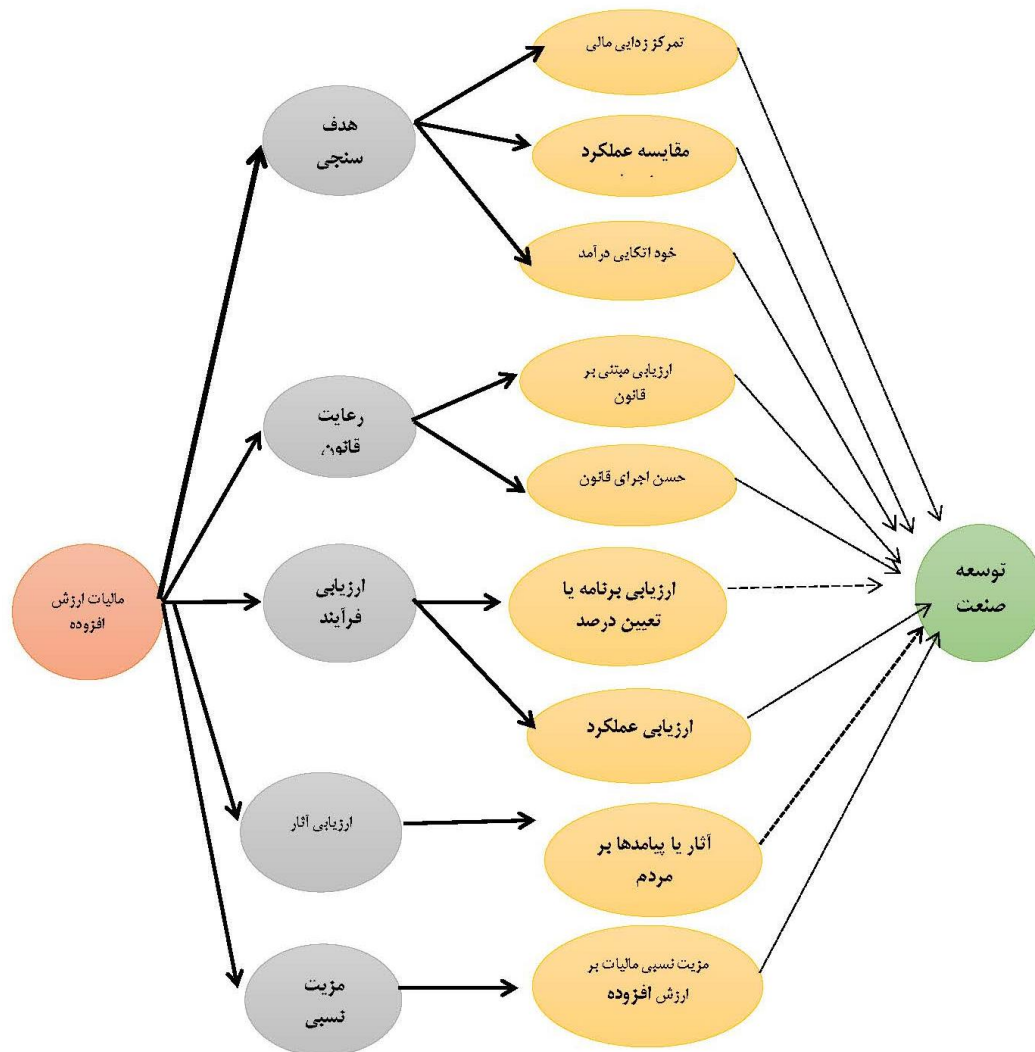 تمرکز زدایی مالی
هدف
سنجی
مقایسه عملکرد
خود اتکایی درآمد
ارزیابی مبتنی بر
قانون
رعایت
قانون
حسن اجرای قانون
توسعه
صنعت
ارزیابی
فرآیند
ارزیابی برنامه یا
تعیین درصد
مالیات ارزش
افزوده
ارزیابی عملکرد
ارزیابی آثار
آثار یا پیامدها بر
مردم
مزیت نسبی مالیات بر
ارزش افزوده
مزیت
نسبی